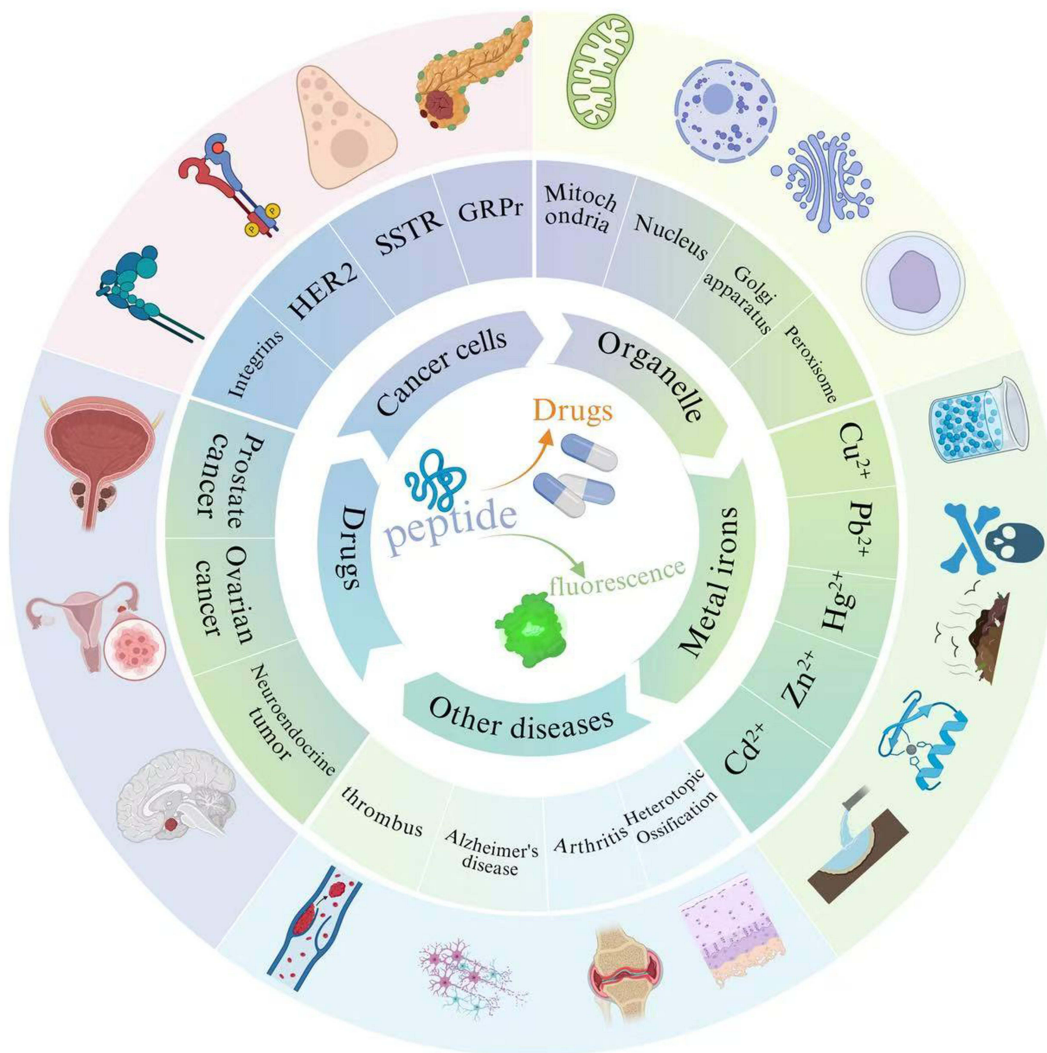 Cancer cells
Organelle
Metal irons
Other diseases
Drugs
Drugs
peptide
fluorescence
Integrins
HER2
SSTR
GRPr
Mitoch
ondria
Nucleus
Golgi
apparatus
Peroxisome
Cu²⁺
Pb²⁺
Hg²⁺
Zn²⁺
Cd²⁺
Heterotopic
Ossification
Arthritis
Alzheimer's
disease
thrombus
Neuroendocrine
tumor
Ovarian
cancer
Prostate
cancer
P
P